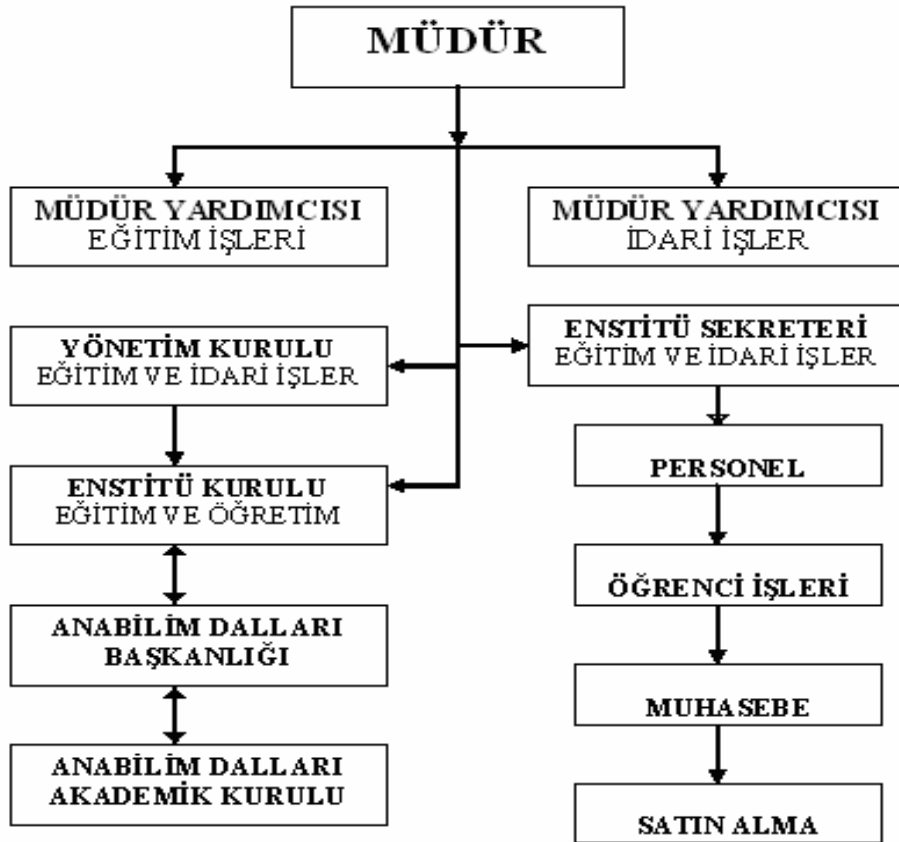 MÜDÜR
MÜDÜR YARDIMCISI
EĞİTİM İŞLERİ
MÜDÜR YARDIMCISI
İDARİ İŞLER
YÖNETİM KURULU
EĞİTİM VE İDARİ İŞLER
ENSTİTÜ SEKRETERİ
EĞİTİM VE İDARİ İŞLER
ENSTİTÜ KURULU
EĞİTİM VE ÖĞRETİM
PERSONEL
ÖĞRENCİ İŞLERİ
ANABİLİM DALLARI
BAŞKANLIĞI
MUHASEBE
ANABİLİM DALLARI
AKADEMİK KURULU
SATIN ALMA